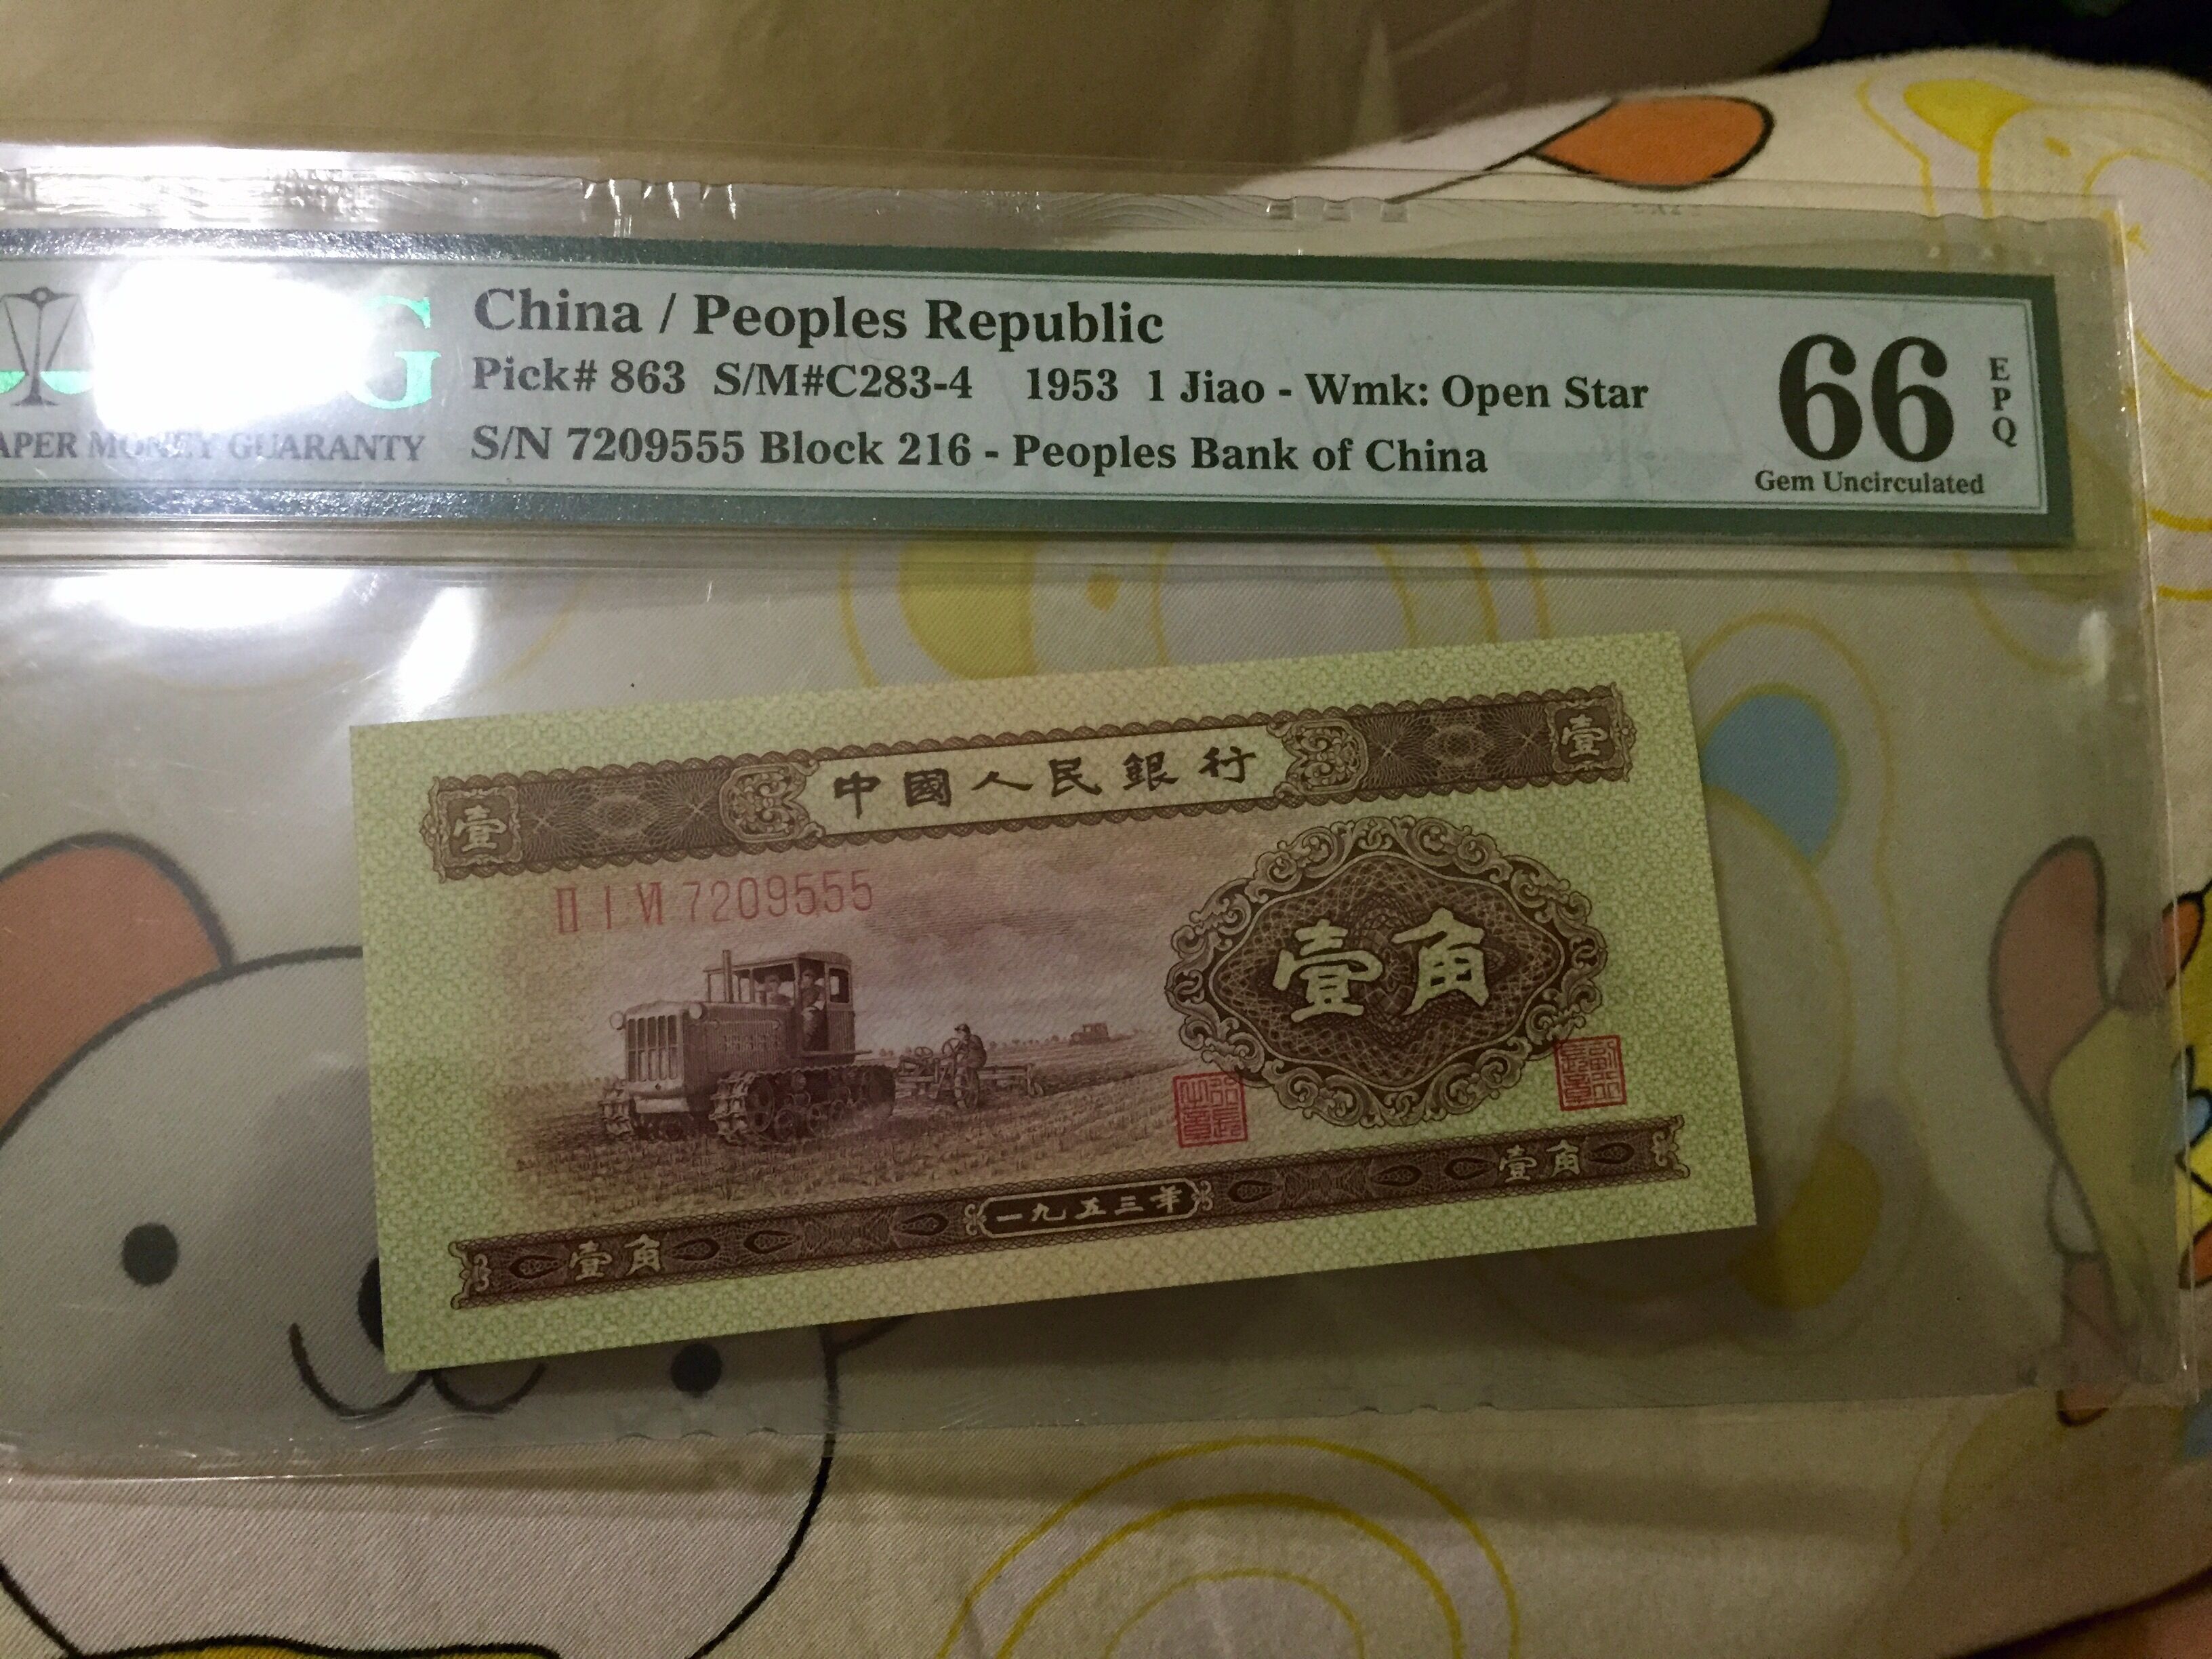 China / Peoples Republic
Pick# 863 S/M#C283-4 1953 1 Jiao - Wmk: Open Star
S/N 7209555 Block 216 - Peoples Bank of China
G
APER MONEY GUARANTY
66
EPQ
Gem Uncirculated
壹 中國人民銀行 壹
Ⅱ Ⅰ Ⅵ 7209555
壹角
壹角 一九五三年 壹角